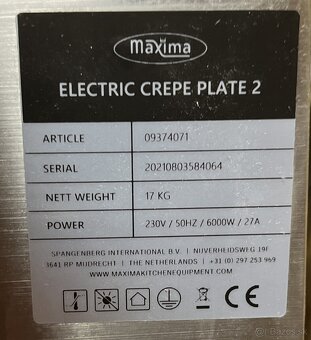 maxima
ELECTRIC CREPE PLATE 2
ARTICLE 09374071
SERIAL 20210803584064
NETT WEIGHT 17 KG
POWER 230V / 50HZ / 6000W / 27A
SPANGENBERG INTERNATIONAL B.V. | NIJVERHEIDSWEG 19F
3641 RP MIJDRECHT | THE NETHERLANDS | +31 (0) 297 253 969
WWW.MAXIMAKITCHENEQUIPMENT.COM
CE